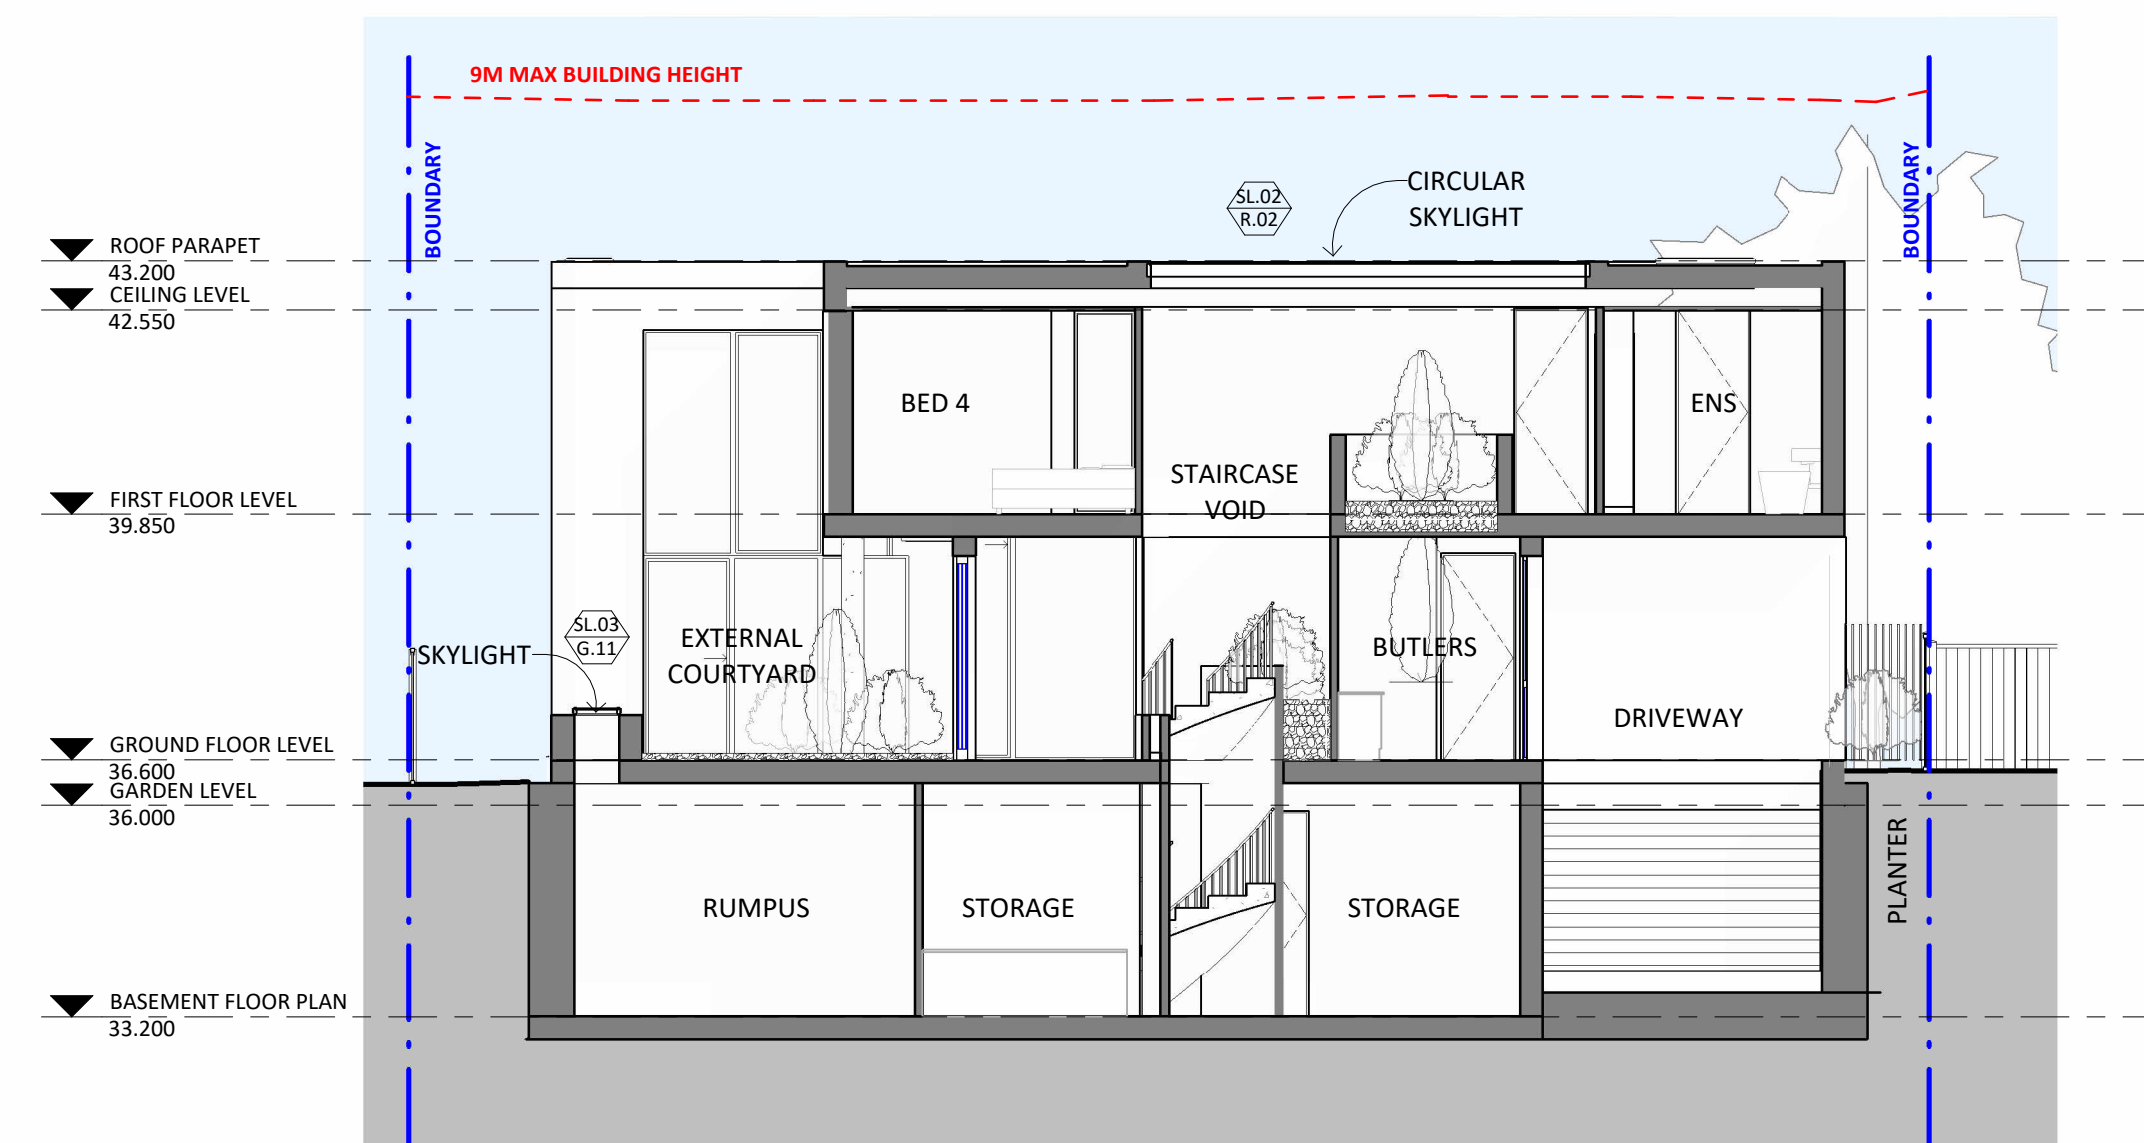 9M MAX BUILDING HEIGHT
BOUNDARY
BOUNDARY
SL.02
R.02
CIRCULAR
SKYLIGHT
ROOF PARAPET
43.200
CEILING LEVEL
42.550
BED 4
ENS
STAIRCASE
VOID
FIRST FLOOR LEVEL
39.850
SL.03
G.11
SKYLIGHT
EXTERNAL
COURTYARD
BUTLERS
DRIVEWAY
GROUND FLOOR LEVEL
36.600
GARDEN LEVEL
36.000
PLANTER
RUMPUS
STORAGE
STORAGE
BASEMENT FLOOR PLAN
33.200